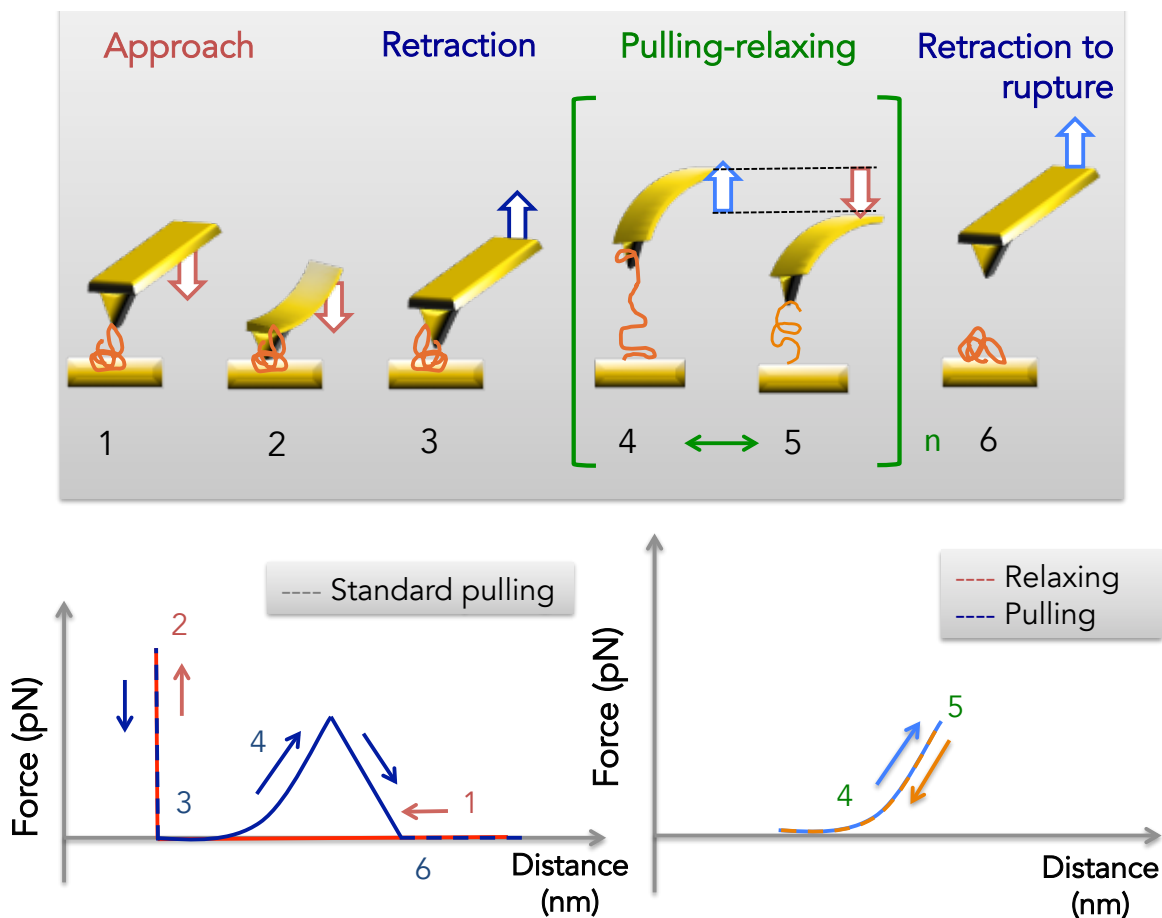 Approach
Retraction
Pulling-relaxing
Retraction to
rupture
1
2
3
4
5
n
6
Standard pulling
Relaxing
Pulling
Force (pN)
2
4
3
1
6
Distance
(nm)
Force (pN)
5
4
Distance
(nm)